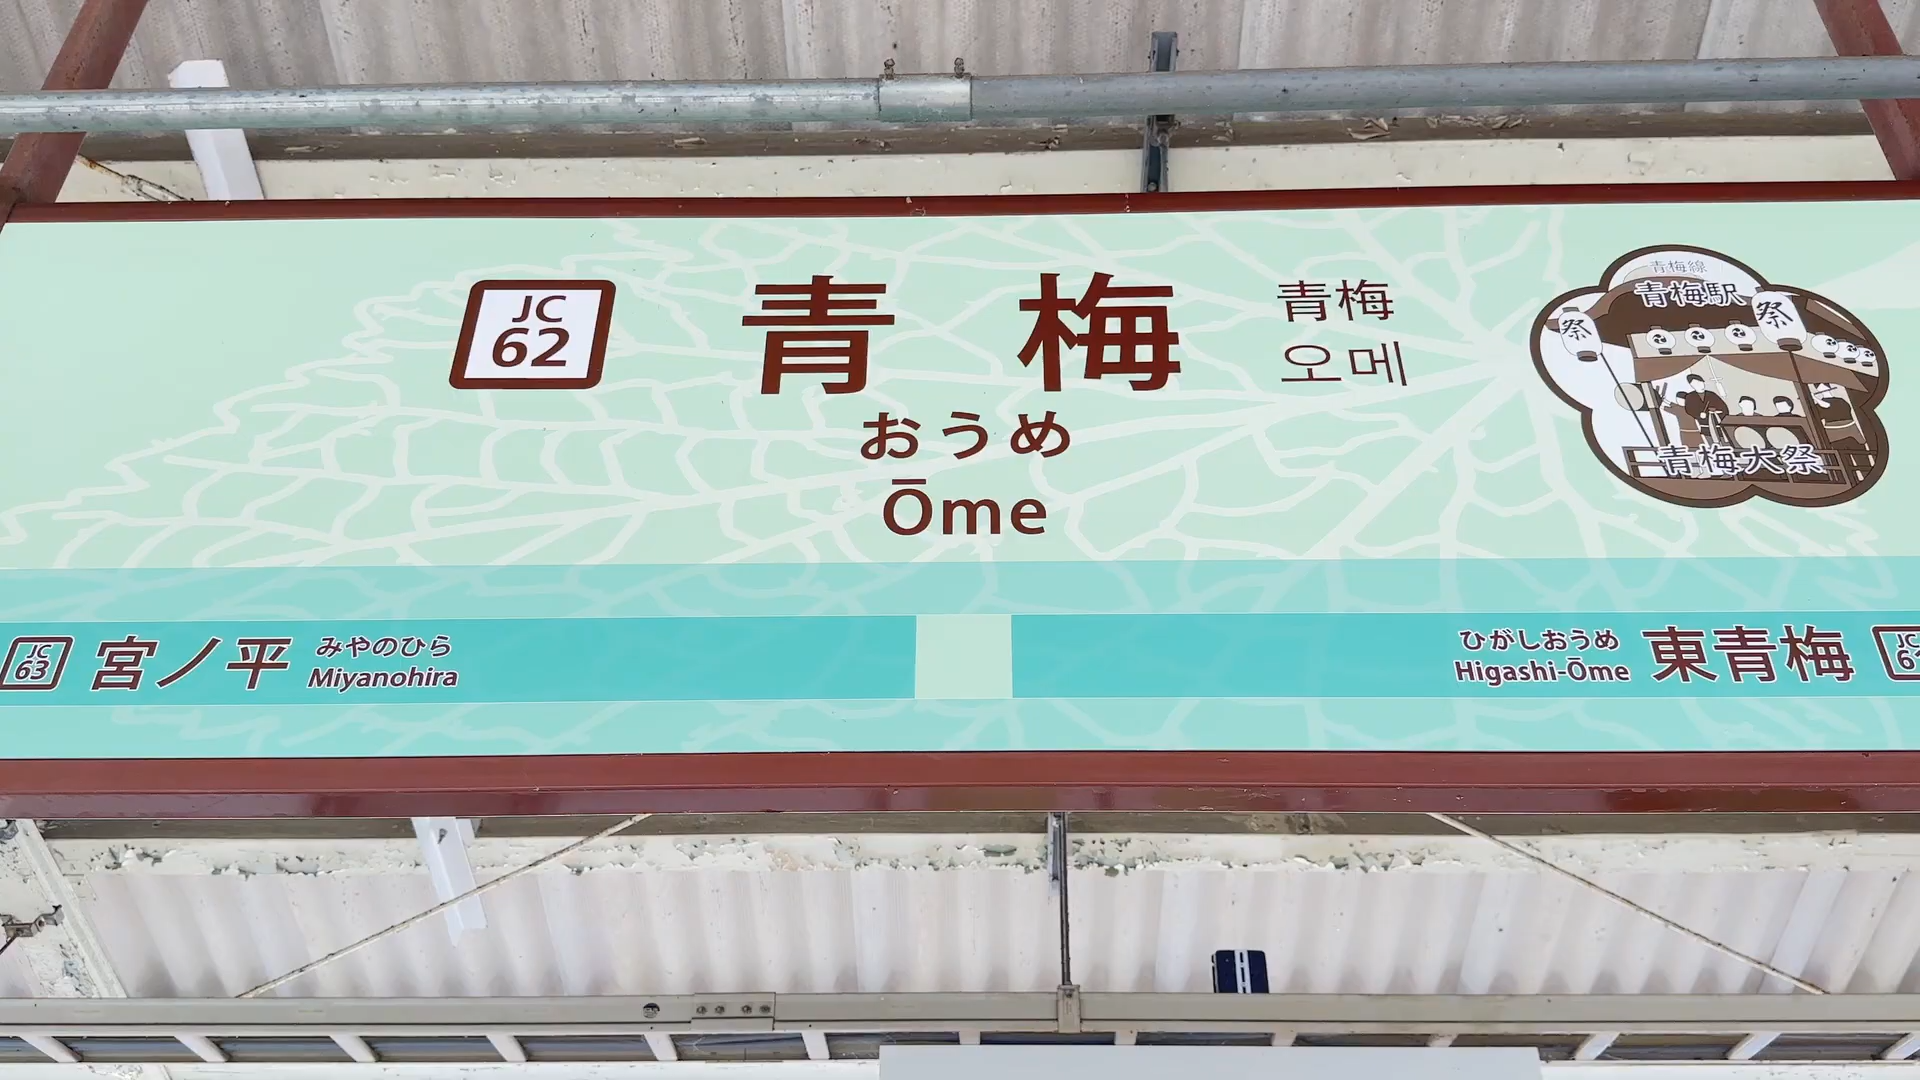 JC
62
青梅
おうめ
Ōme
青梅
오메
青梅線
青梅駅
祭
祭
青梅大祭
JC
63
宮ノ平
みやのひら
Miyanohira
ひがしおうめ
Higashi-Ōme
東青梅
JC